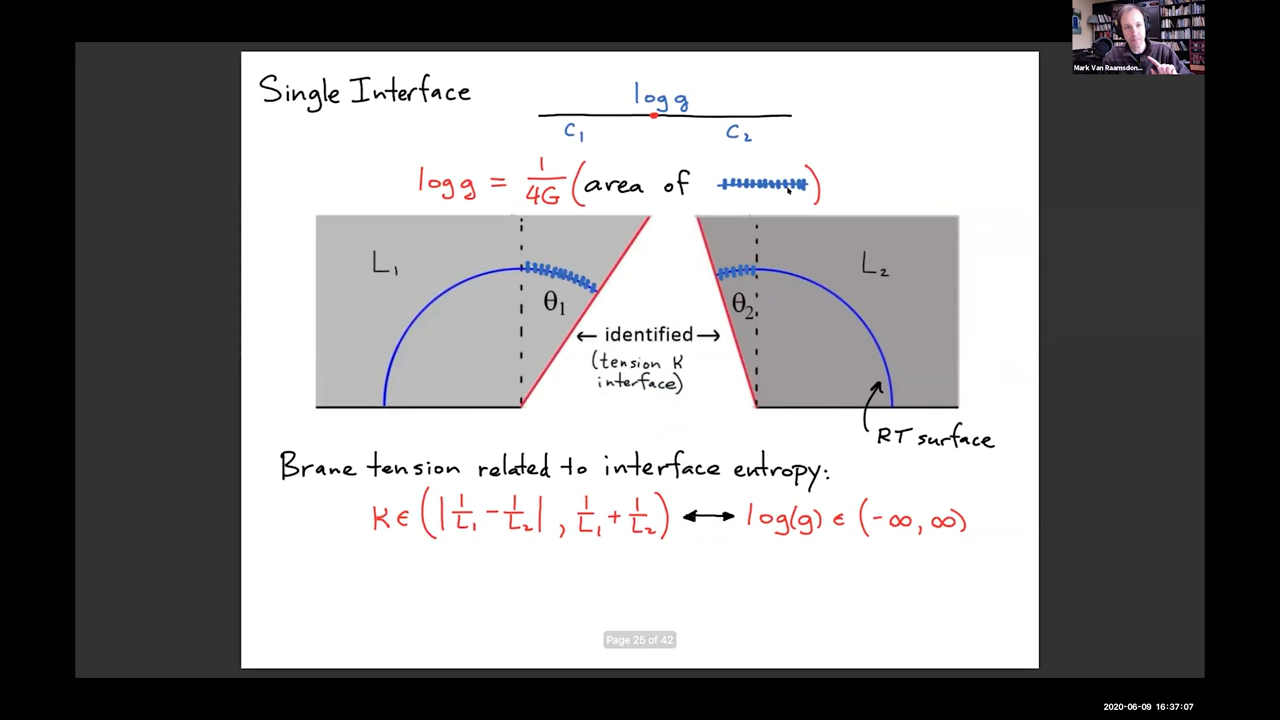 Mark Van Raamsdon...
Single Interface
log g
C₁ C₂
log g = 1/4G (area of )
L₁ L₂
θ₁ θ₂
← identified →
(tension K
interface)
RT surface
Brane tension related to interface entropy:
K ∈ (|1/L₁ - 1/L₂|, 1/L₁ + 1/L₂) ↔ log(g) ∈ (-∞, ∞)
Page 25 of 42
2020-06-09 16:37:07